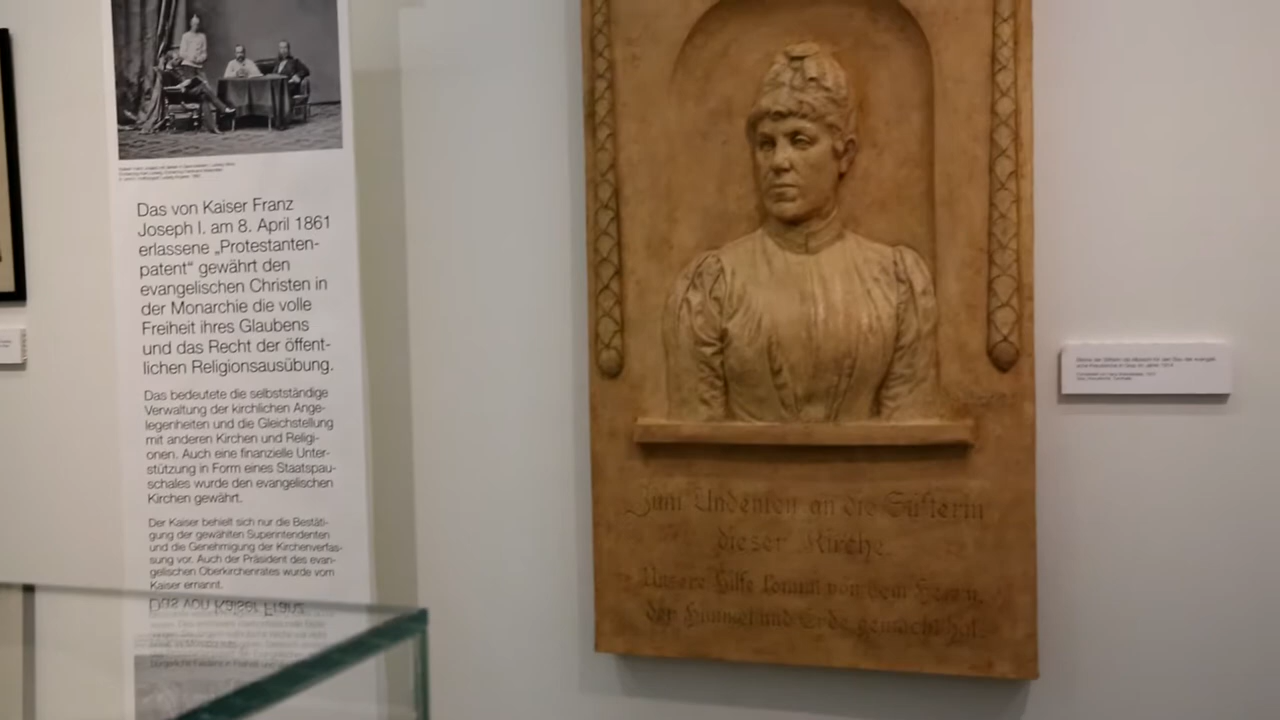 Das von Kaiser Franz
Joseph I. am 8. April 1861
erlassene „Protestanten-
patent“ gewährt den
evangelischen Christen in
der Monarchie die volle
Freiheit ihres Glaubens
und das Recht der öffent-
lichen Religionsausübung.
Das bedeutete die selbstständige
Verwaltung der kirchlichen Ange-
legenheiten und die Gleichstellung
mit anderen Kirchen und Religi-
onen. Auch eine finanzielle Unter-
stützung in Form eines Staatspau-
schales wurde den evangelischen
Kirchen gewährt.
Der Kaiser behielt sich nur die Bestäti-
gung der gewählten Superintendenten
und die Genehmigung der Kirchenverfas-
sung vor. Auch der Präsident des evan-
gelischen Oberkirchenrates wurde vom
Kaiser ernannt.
Das von Kaiser Franz
Zum Andenken an die Stifterin
dieser Kirche.
Unsere Hilfe kommt von dem Herrn,
der Himmel und Erde gemacht hat.